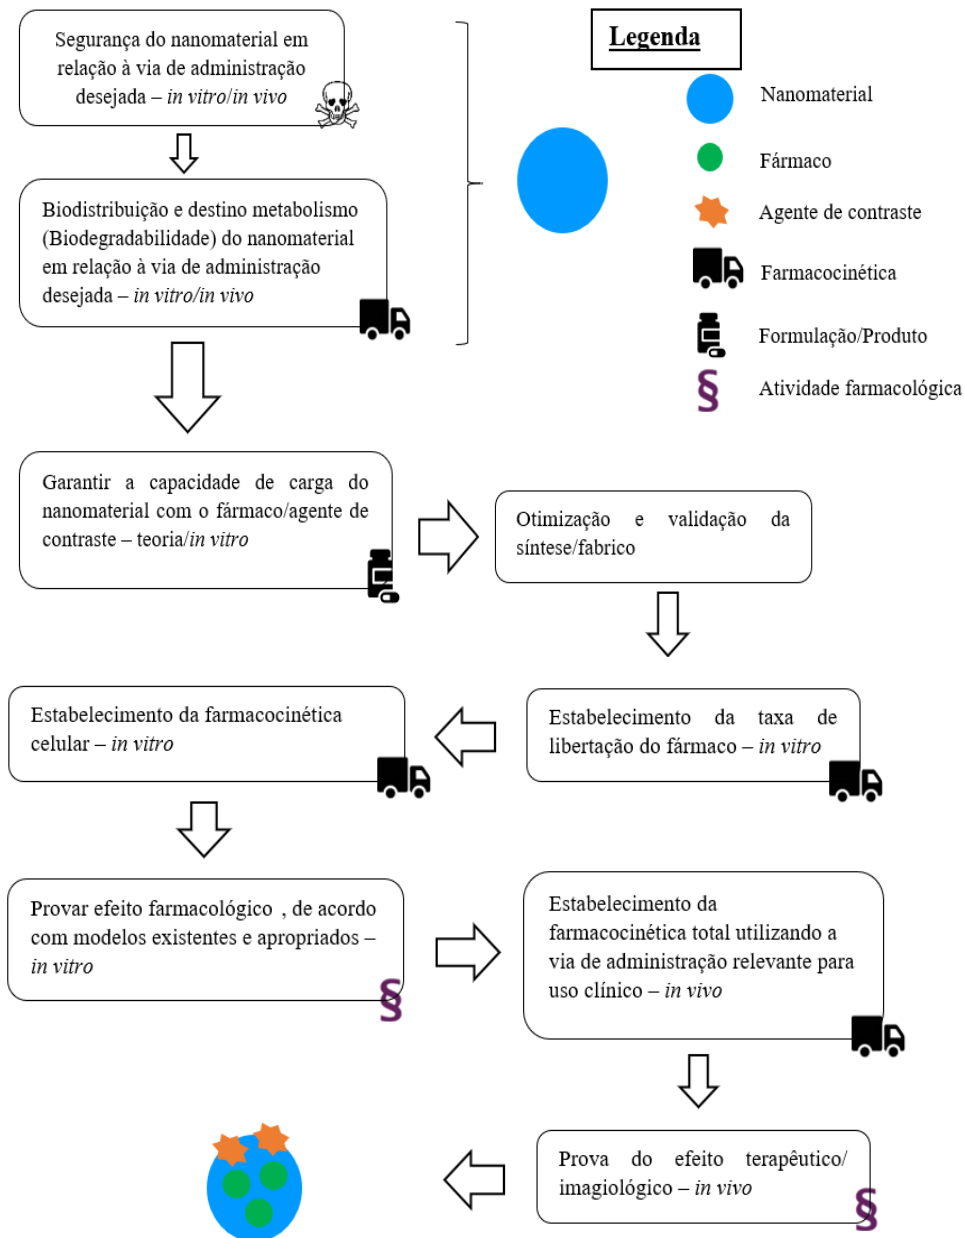 Segurança do nanomaterial em
relação à via de administração
desejada – in vitro/in vivo
Legenda
Nanomaterial
Fármaco
Agente de contraste
Farmacocinética
Formulação/Produto
§ Atividade farmacológica
Biodistribuição e destino metabolismo
(Biodegradabilidade) do nanomaterial
em relação à via de administração
desejada – in vitro/in vivo
Garantir a capacidade de carga do
nanomaterial com o fármaco/agente de
contraste – teoria/in vitro
Otimização e validação da
síntese/fabrico
Estabelecimento da taxa de
libertação do fármaco – in vitro
Estabelecimento da farmacocinética
celular – in vitro
Provar efeito farmacológico , de acordo
com modelos existentes e apropriados –
in vitro
§
Estabelecimento da
farmacocinética total utilizando a
via de administração relevante para
uso clínico – in vivo
Prova do efeito terapêutico/
imagiológico – in vivo
§